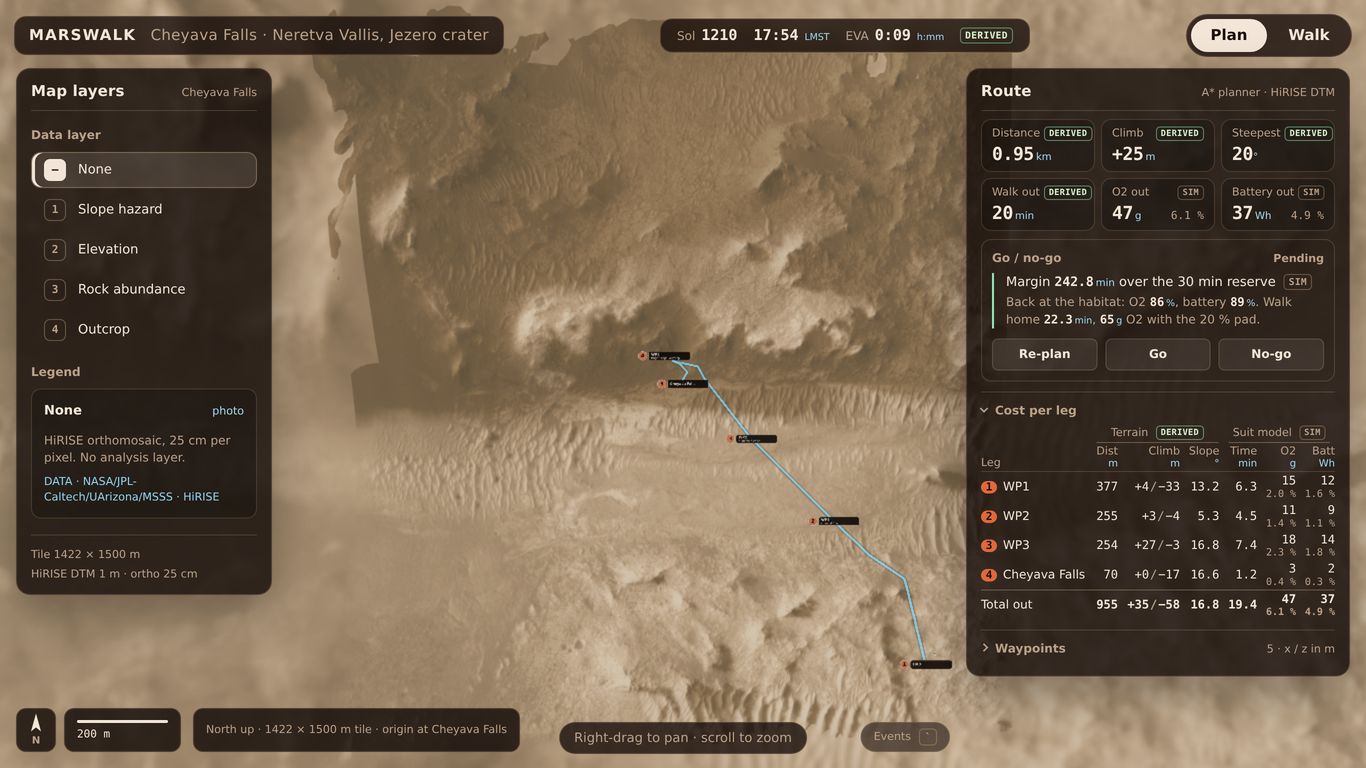 MARSWALK Cheyava Falls · Neretva Vallis, Jezero crater
Sol 1210 17:54 LMST EVA 0:09 h:mm DERIVED
Plan Walk
Map layers Cheyava Falls
Data layer
– None
1 Slope hazard
2 Elevation
3 Rock abundance
4 Outcrop
Legend
None photo
HiRISE orthomosaic, 25 cm per
pixel. No analysis layer.
DATA · NASA/JPL-
Caltech/UArizona/MSSS · HiRISE
Tile 1422 × 1500 m
HiRISE DTM 1 m · ortho 25 cm
N
200 m
North up · 1422 × 1500 m tile · origin at Cheyava Falls
Right-drag to pan · scroll to zoom
Events `
Route A* planner · HiRISE DTM
Distance DERIVED
0.95 km
Climb DERIVED
+25 m
Steepest DERIVED
20°
Walk out DERIVED
20 min
O2 out SIM
47 g 6.1 %
Battery out SIM
37 Wh 4.9 %
Go / no-go Pending
Margin 242.8 min over the 30 min reserve SIM
Back at the habitat: O2 86 %, battery 89 %. Walk
home 22.3 min, 65 g O2 with the 20 % pad.
Re-plan Go No-go
Cost per leg
Terrain DERIVED Suit model SIM
Leg Dist m Climb m Slope ° Time min O2 g Batt Wh
1 WP1 377 +4/−33 13.2 6.3 15 2.0 % 12 1.6 %
2 WP2 255 +3/−4 5.3 4.5 11 1.4 % 9 1.1 %
3 WP3 254 +27/−3 16.8 7.4 18 2.3 % 14 1.8 %
4 Cheyava Falls 70 +0/−17 16.6 1.2 3 0.4 % 2 0.3 %
Total out 955 +35/−58 16.8 19.4 47 6.1 % 37 4.9 %
Waypoints 5 · x / z in m